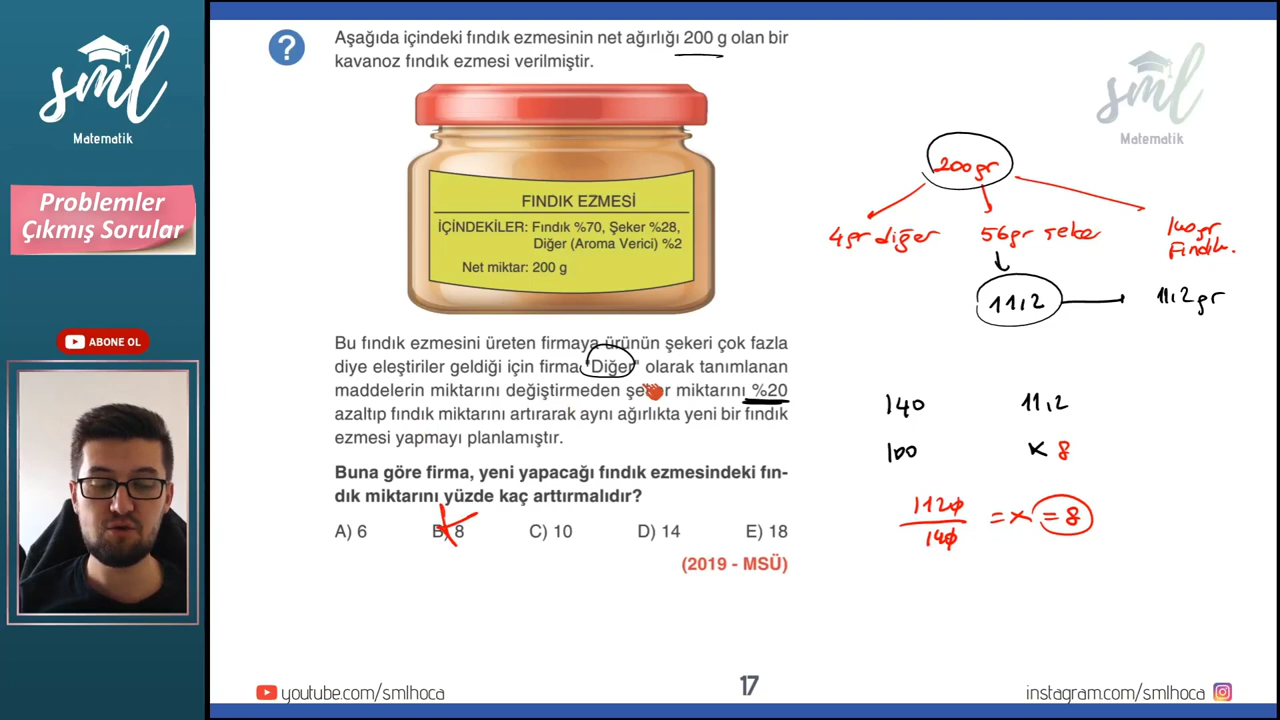 sml
Matematik
Problemler
Çıkmış Sorular
ABONE OL
?
Aşağıda içindeki fındık ezmesinin net ağırlığı 200 g olan bir
kavanoz fındık ezmesi verilmiştir.
FINDIK EZMESİ
İÇİNDEKİLER: Fındık %70, Şeker %28,
Diğer (Aroma Verici) %2
Net miktar: 200 g
Bu fındık ezmesini üreten firmaya ürünün şekeri çok fazla
diye eleştiriler geldiği için firma "Diğer" olarak tanımlanan
maddelerin miktarını değiştirmeden şeker miktarını %20
azaltıp fındık miktarını artırarak aynı ağırlıkta yeni bir fındık
ezmesi yapmayı planlamıştır.
Buna göre firma, yeni yapacağı fındık ezmesindeki fın-
dık miktarını yüzde kaç arttırmalıdır?
A) 6 B) 8 C) 10 D) 14 E) 18
(2019 - MSÜ)
sml
Matematik
200gr
4gr diğer 56gr şeker 140gr
Fındık.
11,2 11,2gr
140 11,2
100 x 8
1120
140
= x = 8
youtube.com/smlhoca
17
instagram.com/smlhoca